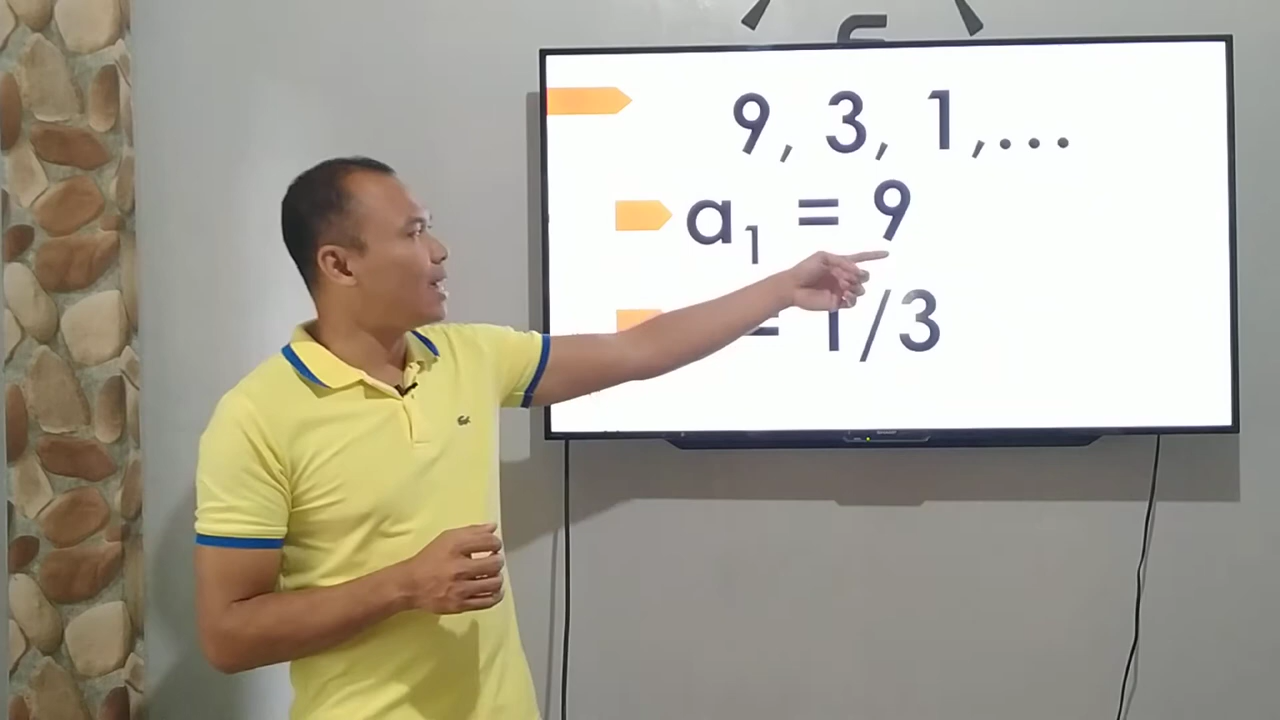 9, 3, 1,...
a₁ = 9
= 1/3